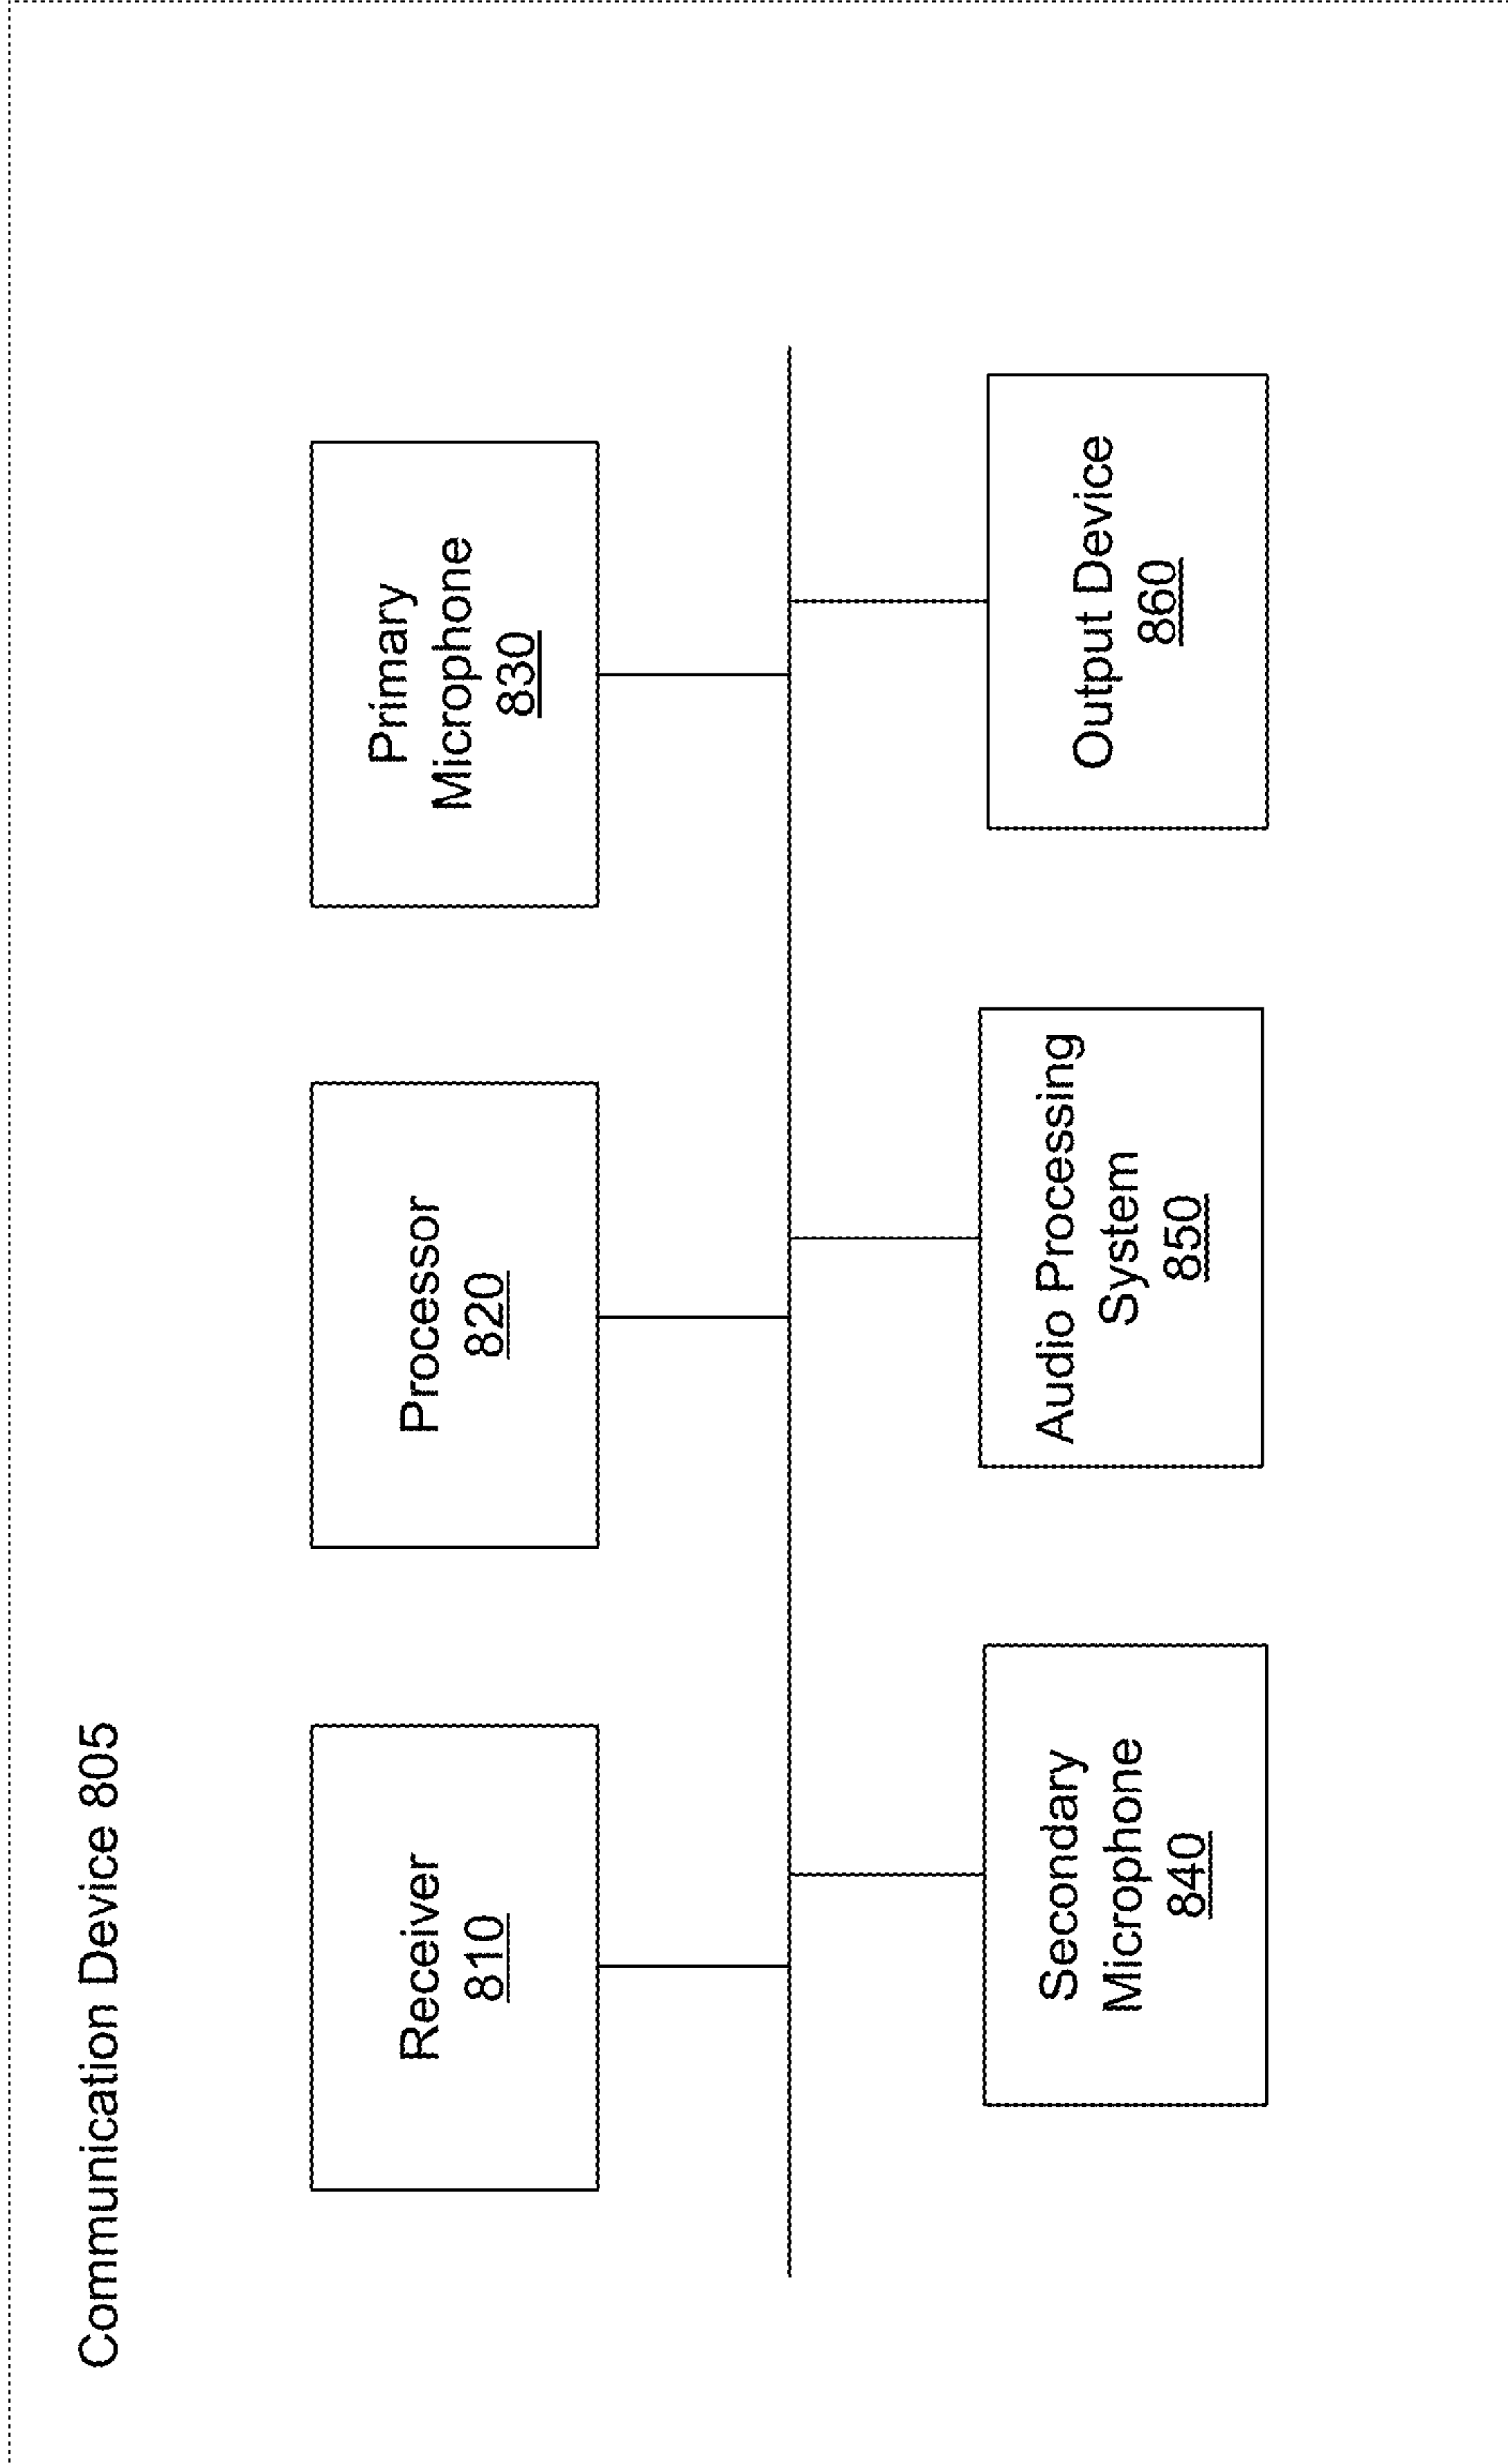 Communication Device 805
Receiver
810
Processor
820
Primary
Microphone
830
Secondary
Microphone
840
Audio Processing
System
850
Output Device
860